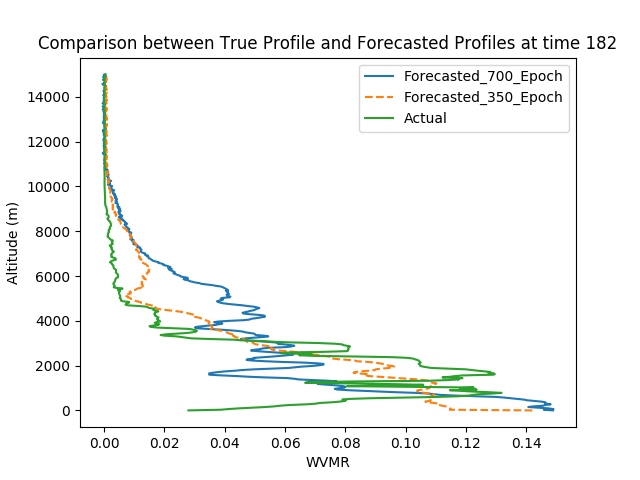 Comparison between True Profile and Forecasted Profiles at time 182
Forecasted_700_Epoch
Forecasted_350_Epoch
Actual
14000
12000
10000
8000
6000
4000
2000
0
Altitude (m)
0.00 0.02 0.04 0.06 0.08 0.10 0.12 0.14
WVMR